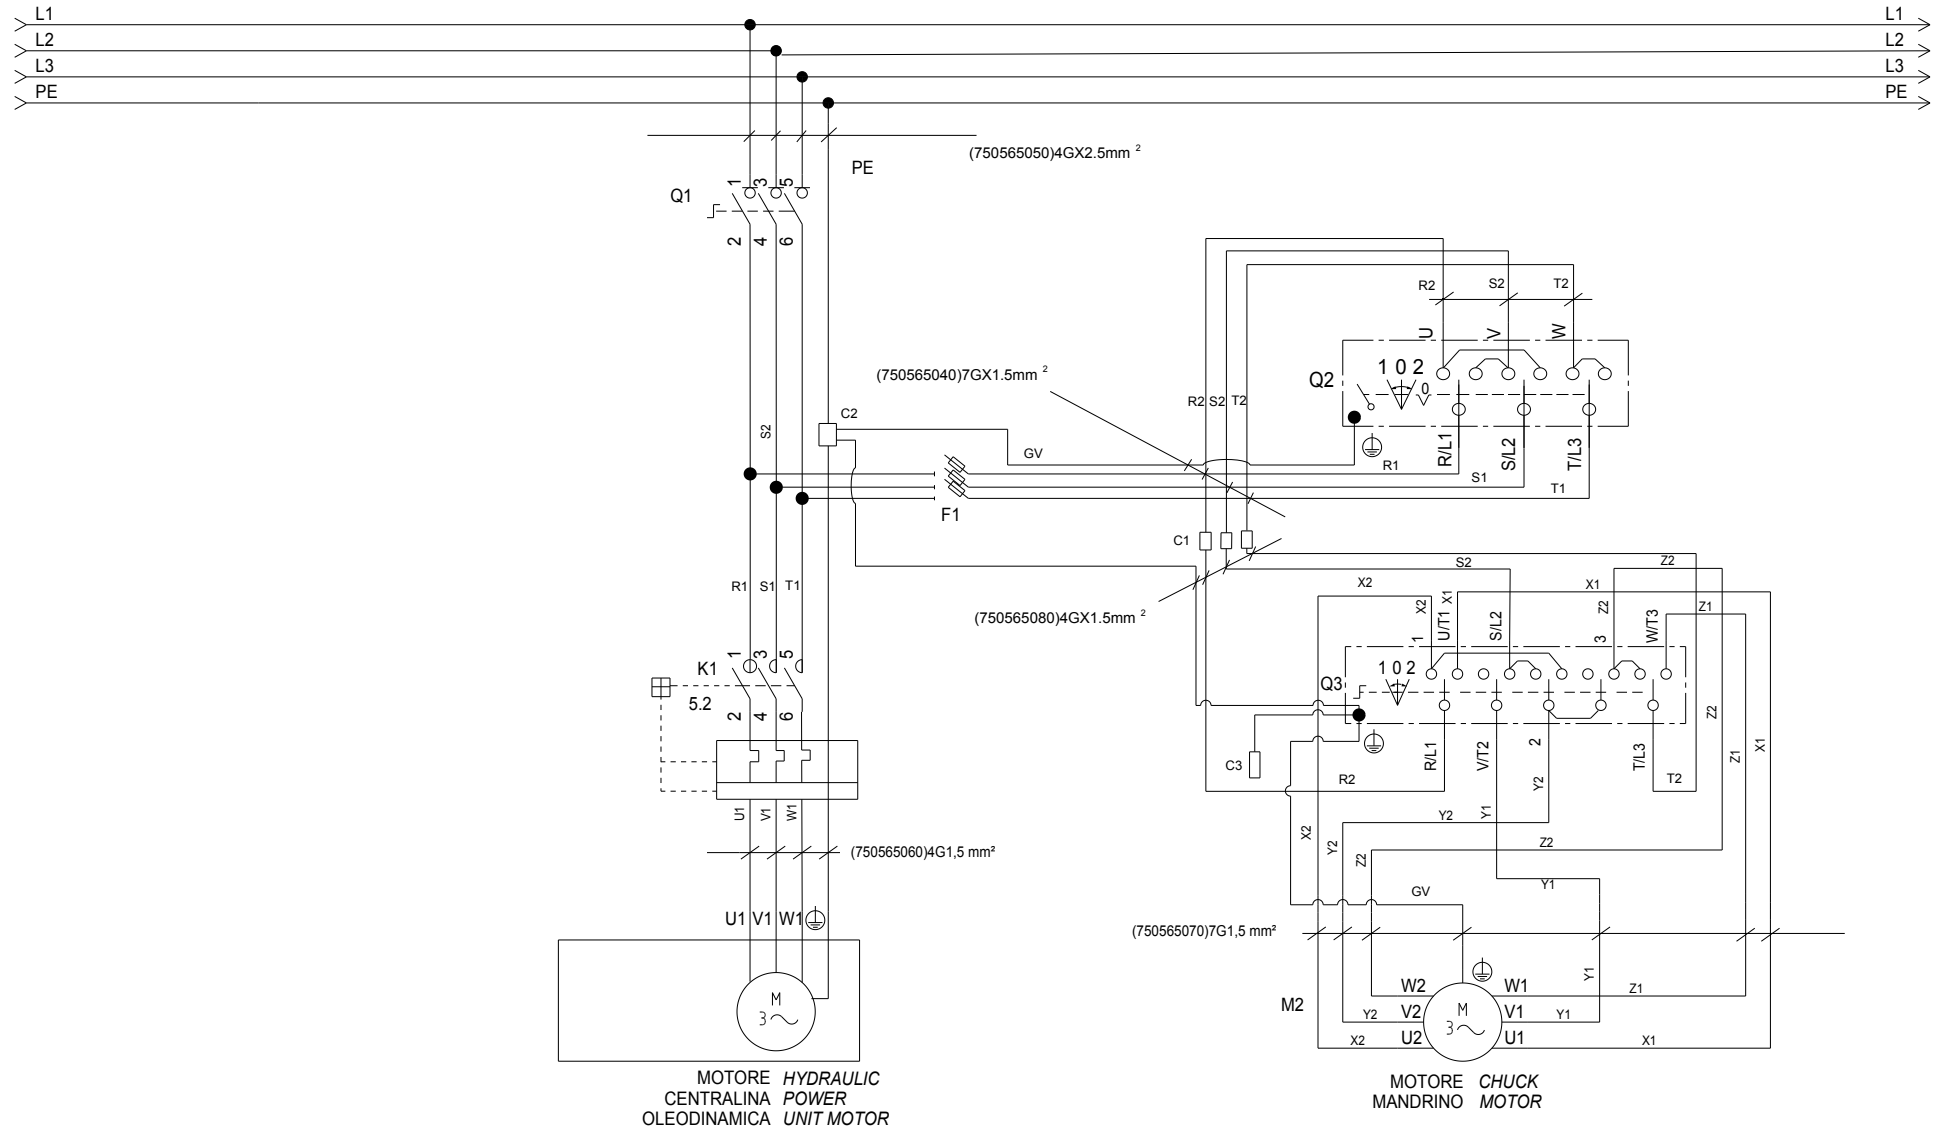 L1 L1
L2 L2
L3 L3
PE PE
(750565050)4GX2.5mm ²
PE
Q1
1 3 5
2 4 6
R2 S2 T2
U V W
(750565040)7GX1.5mm ²
Q2
1 0 2
0
C2
R2 S2 T2
S2
GV
R1
R/L1 S/L2 T/L3
S1
T1
F1
C1
S2
Z2
R1 S1 T1
X2
X1
(750565080)4GX1.5mm ²
X2 X1 Z2 Z1
1 U/T1 S/L2 3 W/T3
K1
5.2
1 3 5
2 4 6
Q3
1 0 2
Z2
Z1
X1
R/L1 V/T2 2 T/L3
C3
R2
T2
Y2
Y1
U1 V1 W1
X2
Y2
Y2
Z2
Z2
(750565060)4G1,5 mm²
Y1
GV
U1 V1 W1
(750565070)7G1,5 mm²
Y1
M
3
M2
W2 W1
Z1
M
3
Y2 V2 V1 Y1
X2 U2 U1 X1
MOTORE HYDRAULIC
CENTRALINA POWER
OLEODINAMICA UNIT MOTOR
MOTORE CHUCK
MANDRINO MOTOR